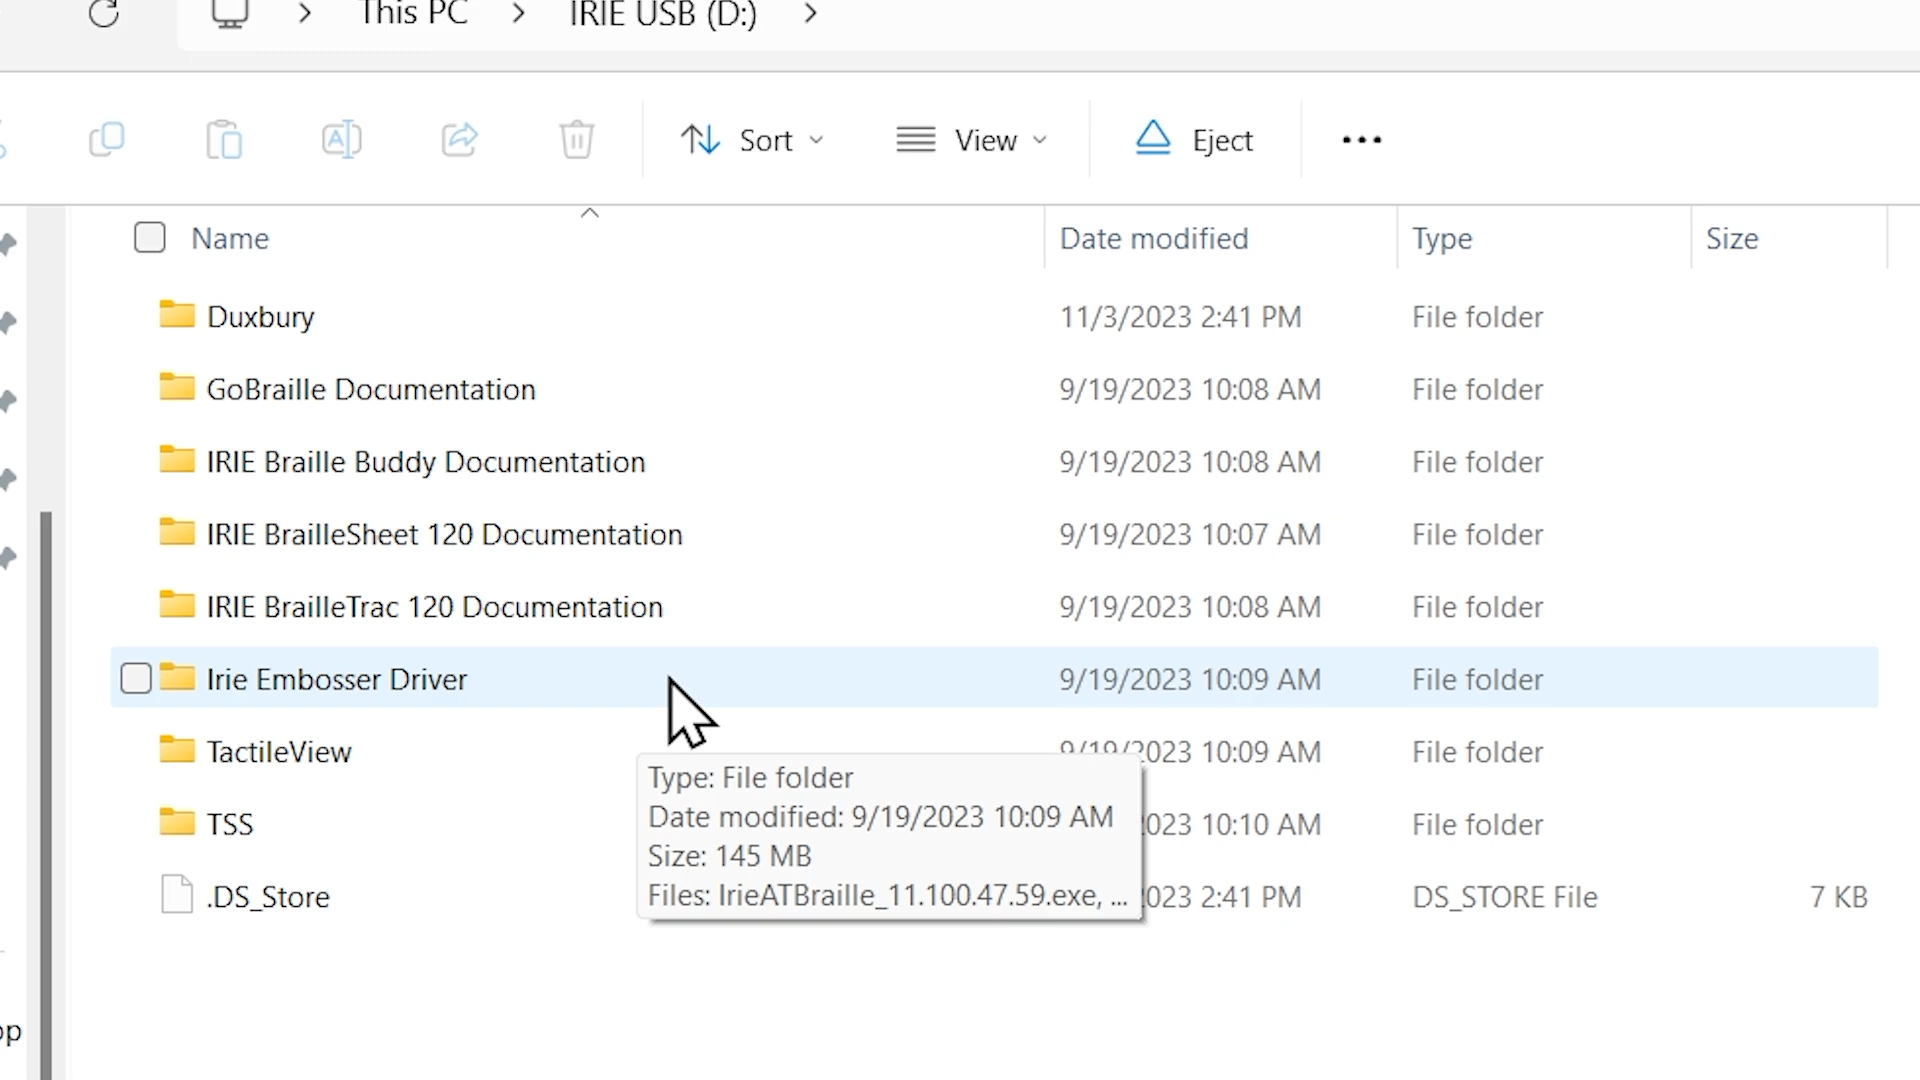 This PC > IRIE USB (D:) >
Sort View Eject ...
Name Date modified Type Size
Duxbury 11/3/2023 2:41 PM File folder
GoBraille Documentation 9/19/2023 10:08 AM File folder
IRIE Braille Buddy Documentation 9/19/2023 10:08 AM File folder
IRIE BrailleSheet 120 Documentation 9/19/2023 10:07 AM File folder
IRIE BrailleTrac 120 Documentation 9/19/2023 10:08 AM File folder
Irie Embosser Driver 9/19/2023 10:09 AM File folder
TactileView 9/19/2023 10:09 AM File folder
Type: File folder
Date modified: 9/19/2023 10:09 AM
Size: 145 MB
Files: IrieATBraille_11.100.47.59.exe, ...
TSS 023 10:10 AM File folder
.DS_Store 023 2:41 PM DS_STORE File 7 KB
op